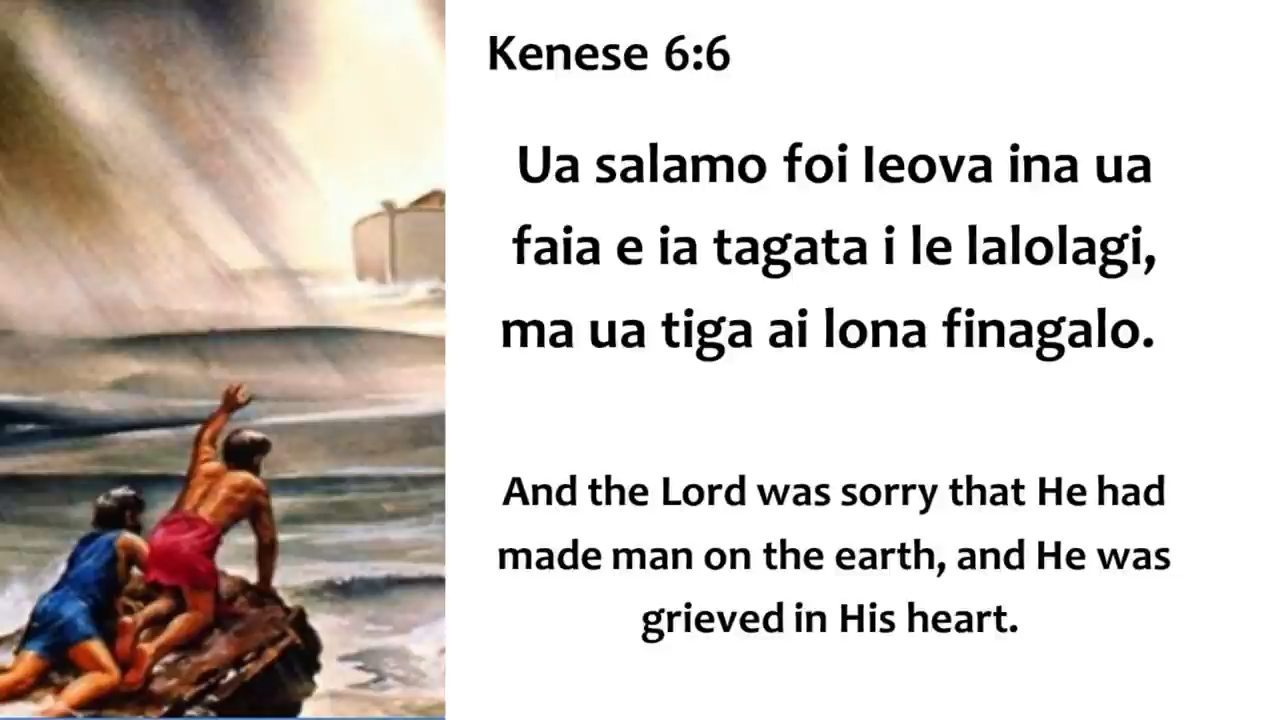 Kenese 6:6
Ua salamo foi Ieova ina ua
faia e ia tagata i le lalolagi,
ma ua tiga ai lona finagalo.
And the Lord was sorry that He had
made man on the earth, and He was
grieved in His heart.